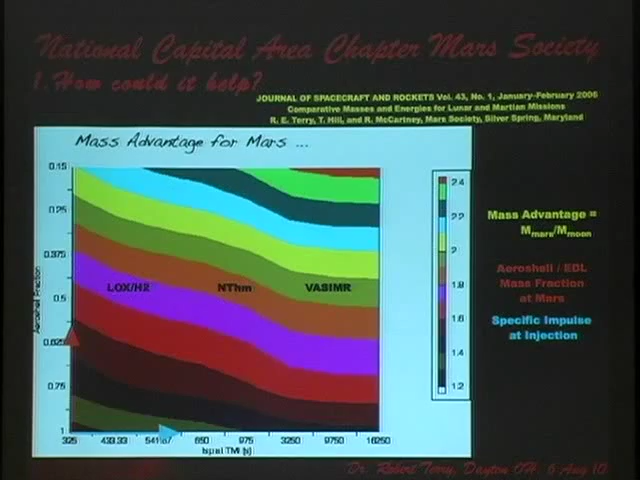 National Capital Area Chapter Mars Society
1. How could it help?
JOURNAL OF SPACECRAFT AND ROCKETS Vol. 43, No. 1, January-February 2006
Comparative Masses and Energies for Lunar and Martian Missions
R. E. Terry, T. Hill, and R. McCartney, Mars Society, Silver Spring, Maryland
Mass Advantage for Mars ...
0.15
0.25
0.375
0.5
0.625
0.75
1
Aeroshell Fraction
LOX/H2 NThm VASIMR
325 433.33 541.67 650 975 3250 9750 16250
Isp at TMI (s)
2.4
2.2
2
1.8
1.6
1.4
1.2
Mass Advantage =
Mmars/Mmoon
Aeroshell / EDL
Mass Fraction
at Mars
Specific Impulse
at Injection
Dr. Robert Terry, Dayton OH, 6 Aug 10